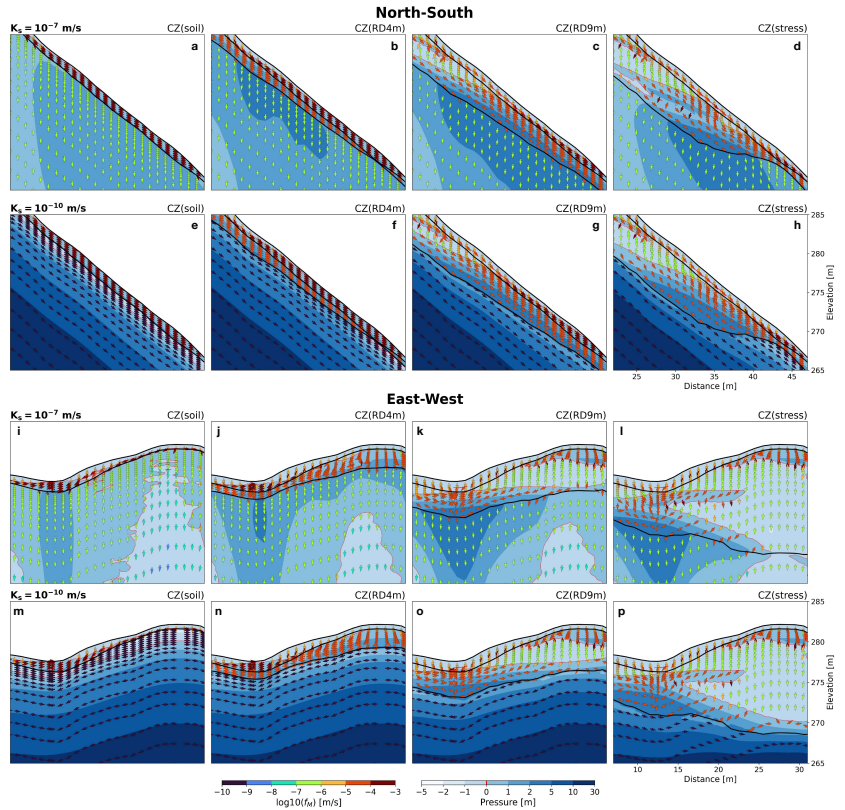 North-South
Kₛ = 10⁻⁷ m/s CZ(soil) CZ(RD4m) CZ(RD9m) CZ(stress)
a b c d
Kₛ = 10⁻¹⁰ m/s CZ(soil) CZ(RD4m) CZ(RD9m) CZ(stress)
e f g h
285
280
275
270
265
Elevation [m]
25 30 35 40 45
Distance [m]
East-West
Kₛ = 10⁻⁷ m/s CZ(soil) CZ(RD4m) CZ(RD9m) CZ(stress)
i j k l
Kₛ = 10⁻¹⁰ m/s CZ(soil) CZ(RD4m) CZ(RD9m) CZ(stress)
m n o p
285
280
275
270
265
Elevation [m]
10 15 20 25 30
Distance [m]
−10 −9 −8 −7 −6 −5 −4 −3
log10(f_M) [m/s]
−5 −2 −1 0 1 2 5 10 30
Pressure [m]